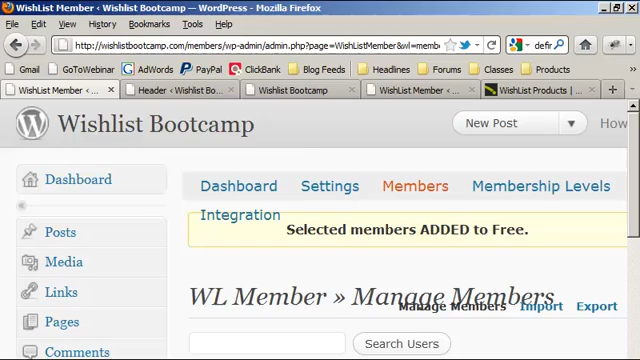 WishList Member ‹ Wishlist Bootcamp — WordPress - Mozilla Firefox
File Edit View History Bookmarks Tools Help
http://wishlistbootcamp.com/members/wp-admin/admin.php?page=WishListMember&wl=membe
defir
Gmail GoToWebinar AdWords PayPal ClickBank Blog Feeds Headlines Forums Classes Products
WishList Member ‹ ... Header ‹ Wishlist Bo... Wishlist Bootcamp WishList Member ‹ ... WishList Products | ...
Wishlist Bootcamp New Post How
Dashboard
Dashboard Settings Members Membership Levels
Integration
Selected members ADDED to Free.
Posts
Media
Links
Pages
Comments
WL Member » Manage Members
Manage Members Import Export
Search Users